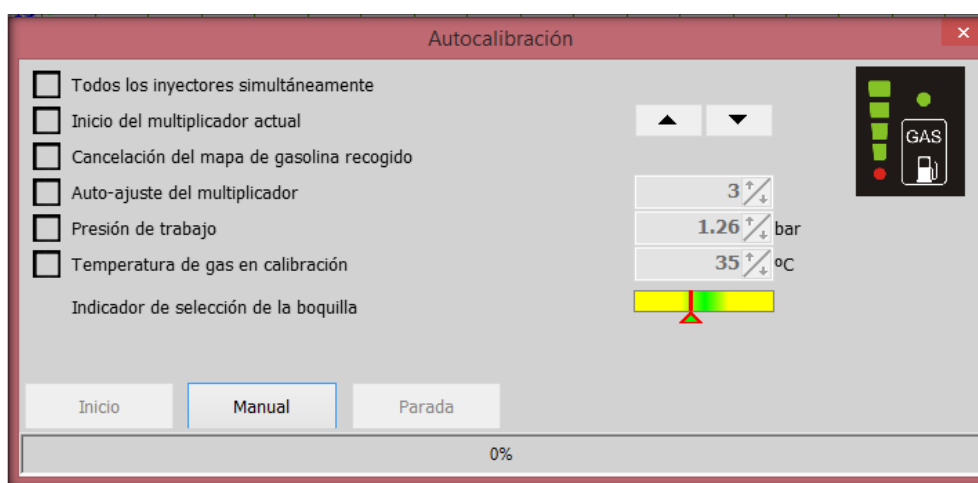 Autocalibración
Todos los inyectores simultáneamente
Inicio del multiplicador actual
Cancelación del mapa de gasolina recogido
Auto-ajuste del multiplicador
3
Presión de trabajo
1.26 bar
Temperatura de gas en calibración
35 ºC
Indicador de selección de la boquilla
GAS
Inicio
Manual
Parada
0%